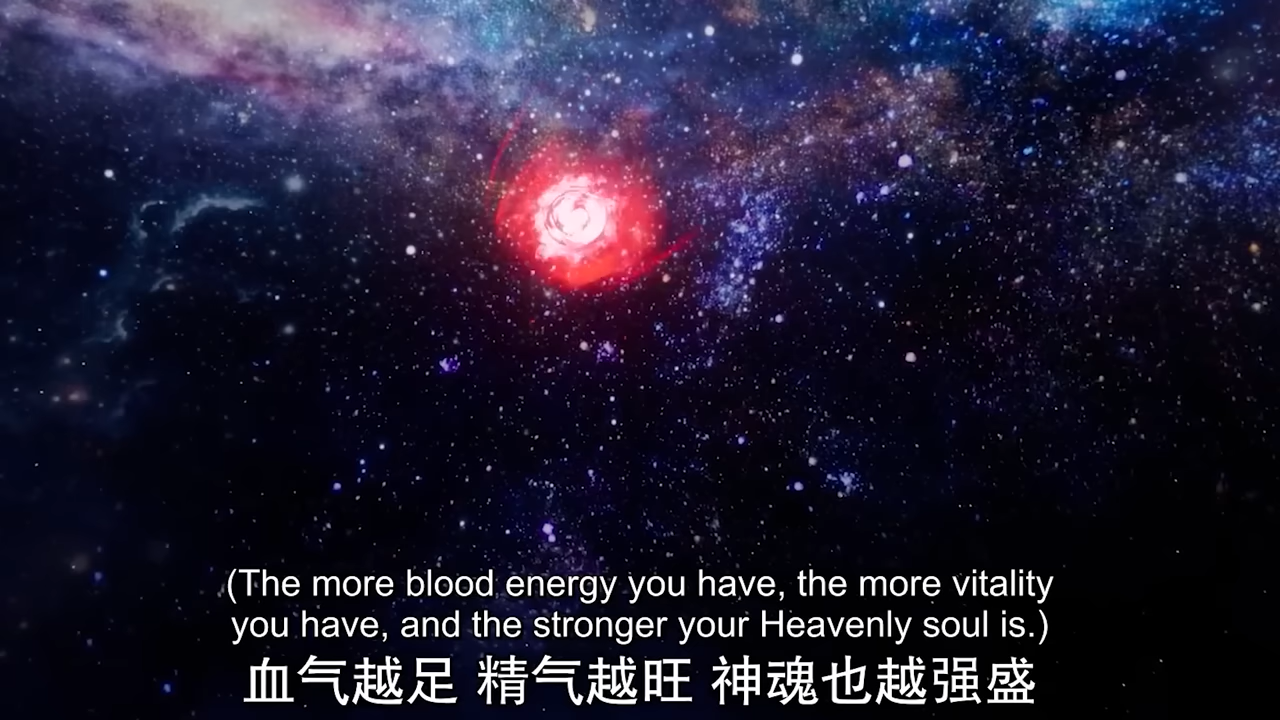 (The more blood energy you have, the more vitality
you have, and the stronger your Heavenly soul is.)
血气越足 精气越旺 神魂也越强盛